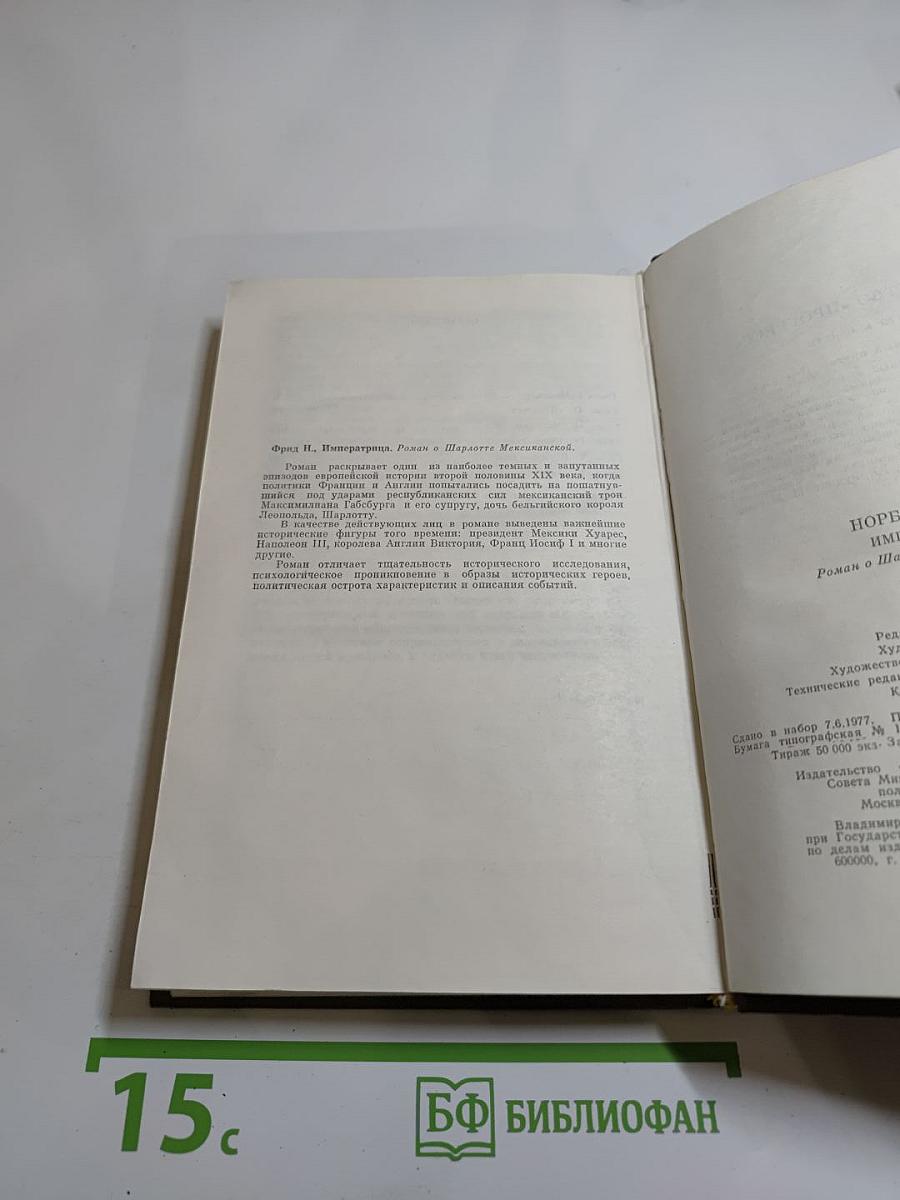 Фрид Н., Императрица. Роман о Шарлотте Мексиканской.
Роман раскрывает один из наиболее темных и запутанных
эпизодов европейской истории второй половины XIX века, когда
политики Франции и Англии попытались посадить на пошатнув-
шийся под ударами республиканских сил мексиканский трон
Максимилиана Габсбурга и его супругу, дочь бельгийского короля
Леопольда, Шарлотту.
В качестве действующих лиц в романе выведены важнейшие
исторические фигуры того времени: президент Мексики Хуарес,
Наполеон III, королева Англии Виктория, Франц Иосиф I и многие
другие.
Роман отличает тщательность исторического исследования,
психологическое проникновение в образы исторических героев,
политическая острота характеристик и описания событий.
НОРБ
ИМП
Роман о Ша
Ред
Худ
Художестве
Технические реда
К
Сдано в набор 7.6.1977. П
Бумага типографская № 1
Тираж 50 000 экз. За
Издательство
Совета Ми
пол
Москв
Владимир
при Государст
по делам изд
600000, г.
15 с
БФ БИБЛИОФАН